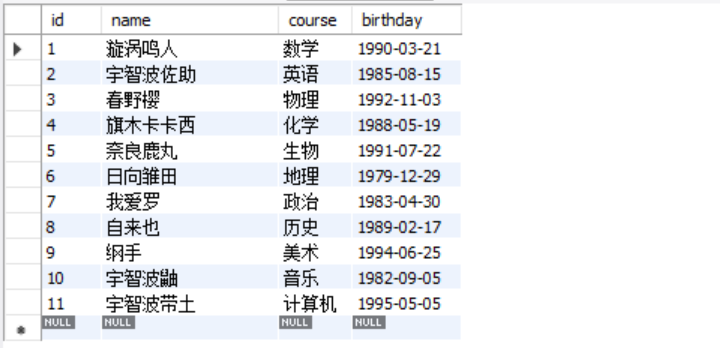 id name course birthday
1 漩涡鸣人 数学 1990-03-21
2 宇智波佐助 英语 1985-08-15
3 春野樱 物理 1992-11-03
4 旗木卡卡西 化学 1988-05-19
5 奈良鹿丸 生物 1991-07-22
6 日向雏田 地理 1979-12-29
7 我爱罗 政治 1983-04-30
8 自来也 历史 1989-02-17
9 纲手 美术 1994-06-25
10 宇智波鼬 音乐 1982-09-05
11 宇智波带土 计算机 1995-05-05
NULL NULL NULL NULL